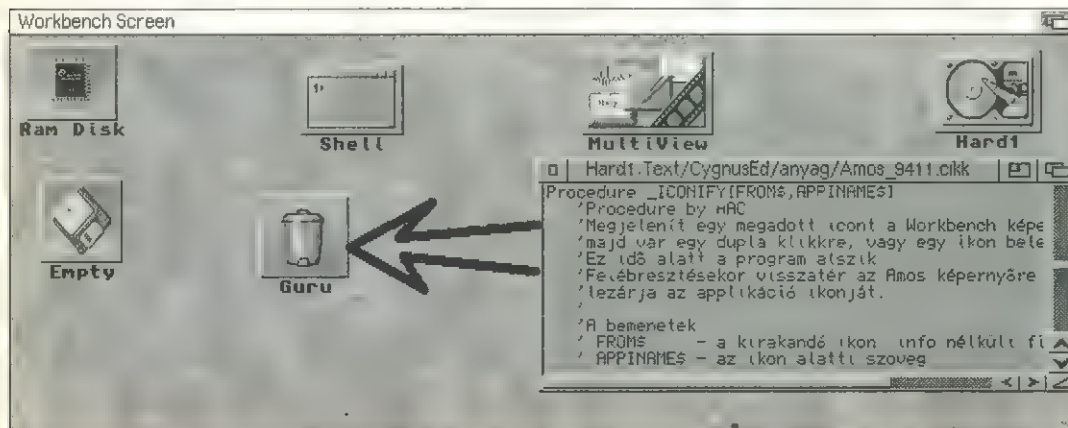 Workbench Screen
Ram Disk
Shell
MultiView
Hard1
Empty
Guru
Hard1:Text/CygnusEd/anyag/Amos_9411.cikk
Procedure _ICONIFY[FROM$,APPINAME$]
'Procedure by HAC
'Megjelenít egy megadott icont a Workbench képe
'majd vár egy dupla klikkre, vagy egy ikon bele
'Ez idő alatt a program alszik
'Felébresztésekor visszatér az Amos képernyőre
'lezárja az applikáció ikonját.
'
'A bemenetek
' FROM$ - a kirakandó ikon .info nélküli fi
' APPINAME$ - az ikon alatti szöveg